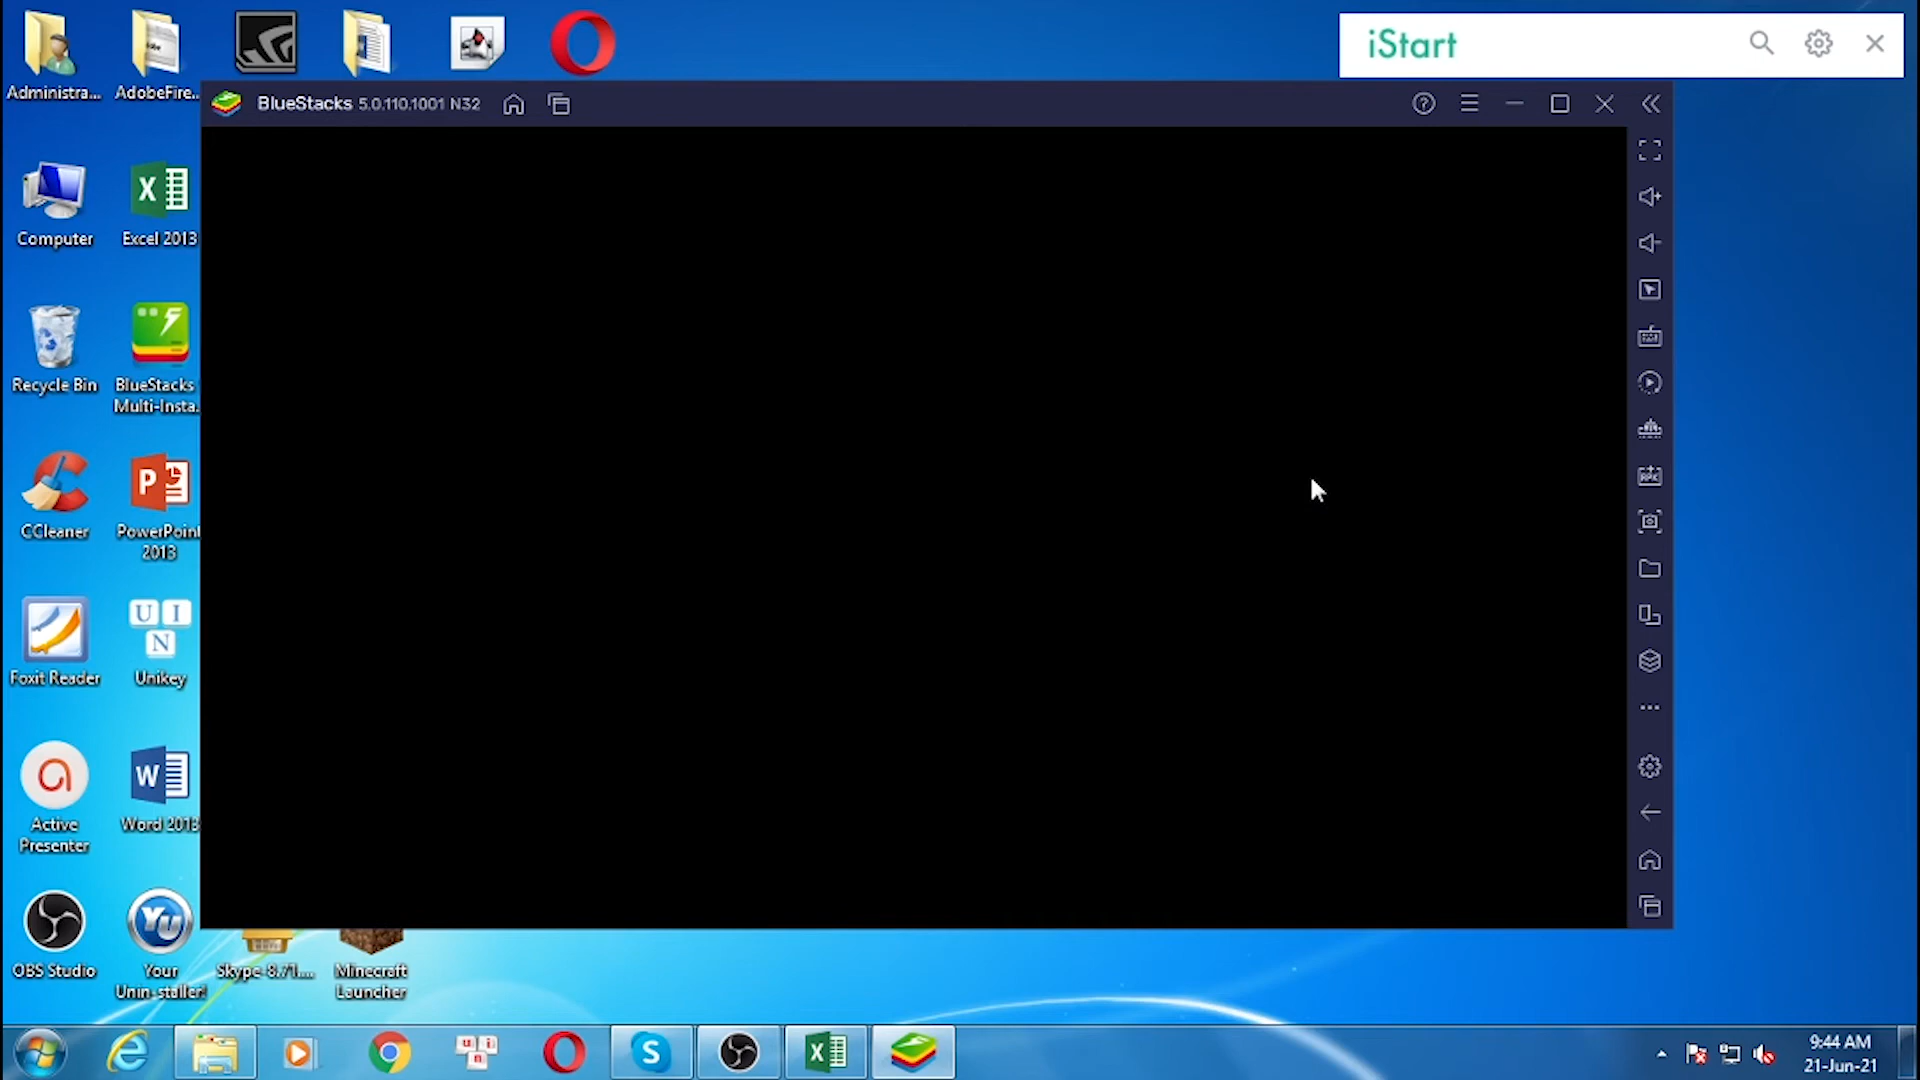 iStart
Administra...
AdobeFire...
BlueStacks 5.0.110.1001 N32
Computer
Excel 2013
Recycle Bin
BlueStacks
Multi-Insta...
CCleaner
PowerPoint
2013
Foxit Reader
U I
N
Unikey
Active
Presenter
Word 2013
OBS Studio
Your
Unin-staller!
Skype-8.71....
Minecraft
Launcher
9:44 AM
21-Jun-21